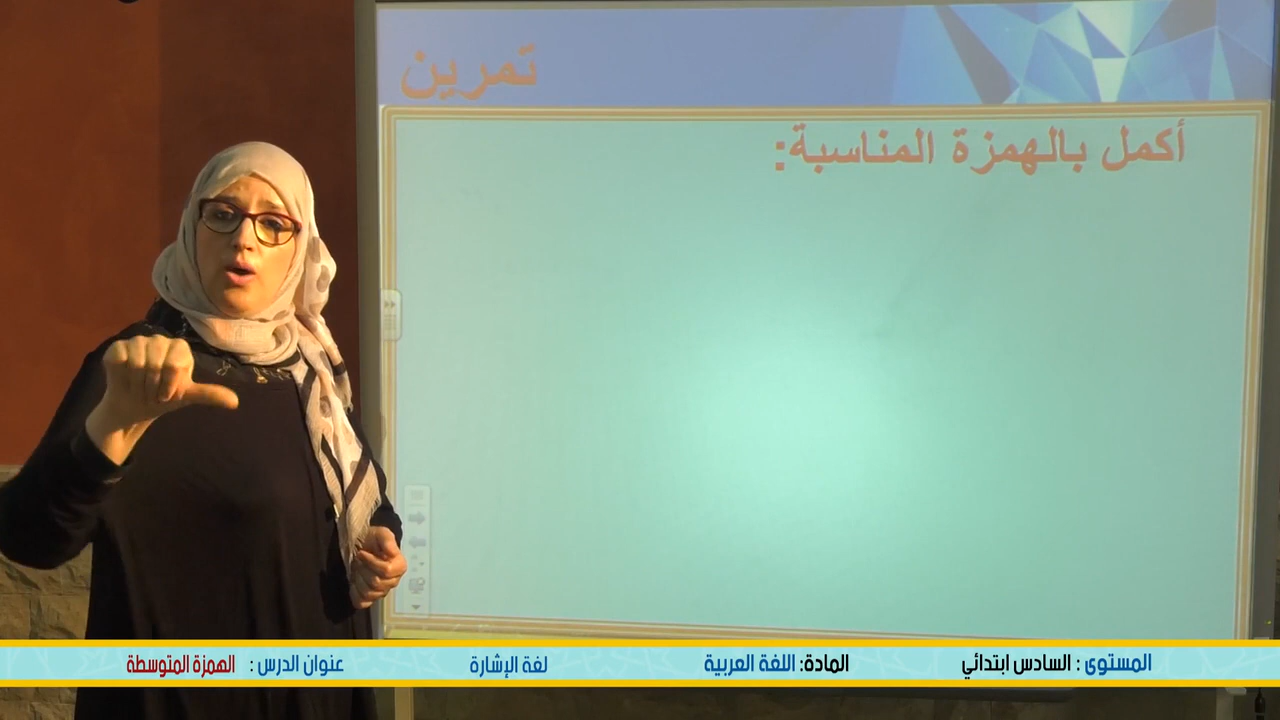 تمرين
أكمل بالهمزة المناسبة:
المستوى : السادس ابتدائي المادة: اللغة العربية لغة الإشارة عنوان الدرس : الهمزة المتوسطة